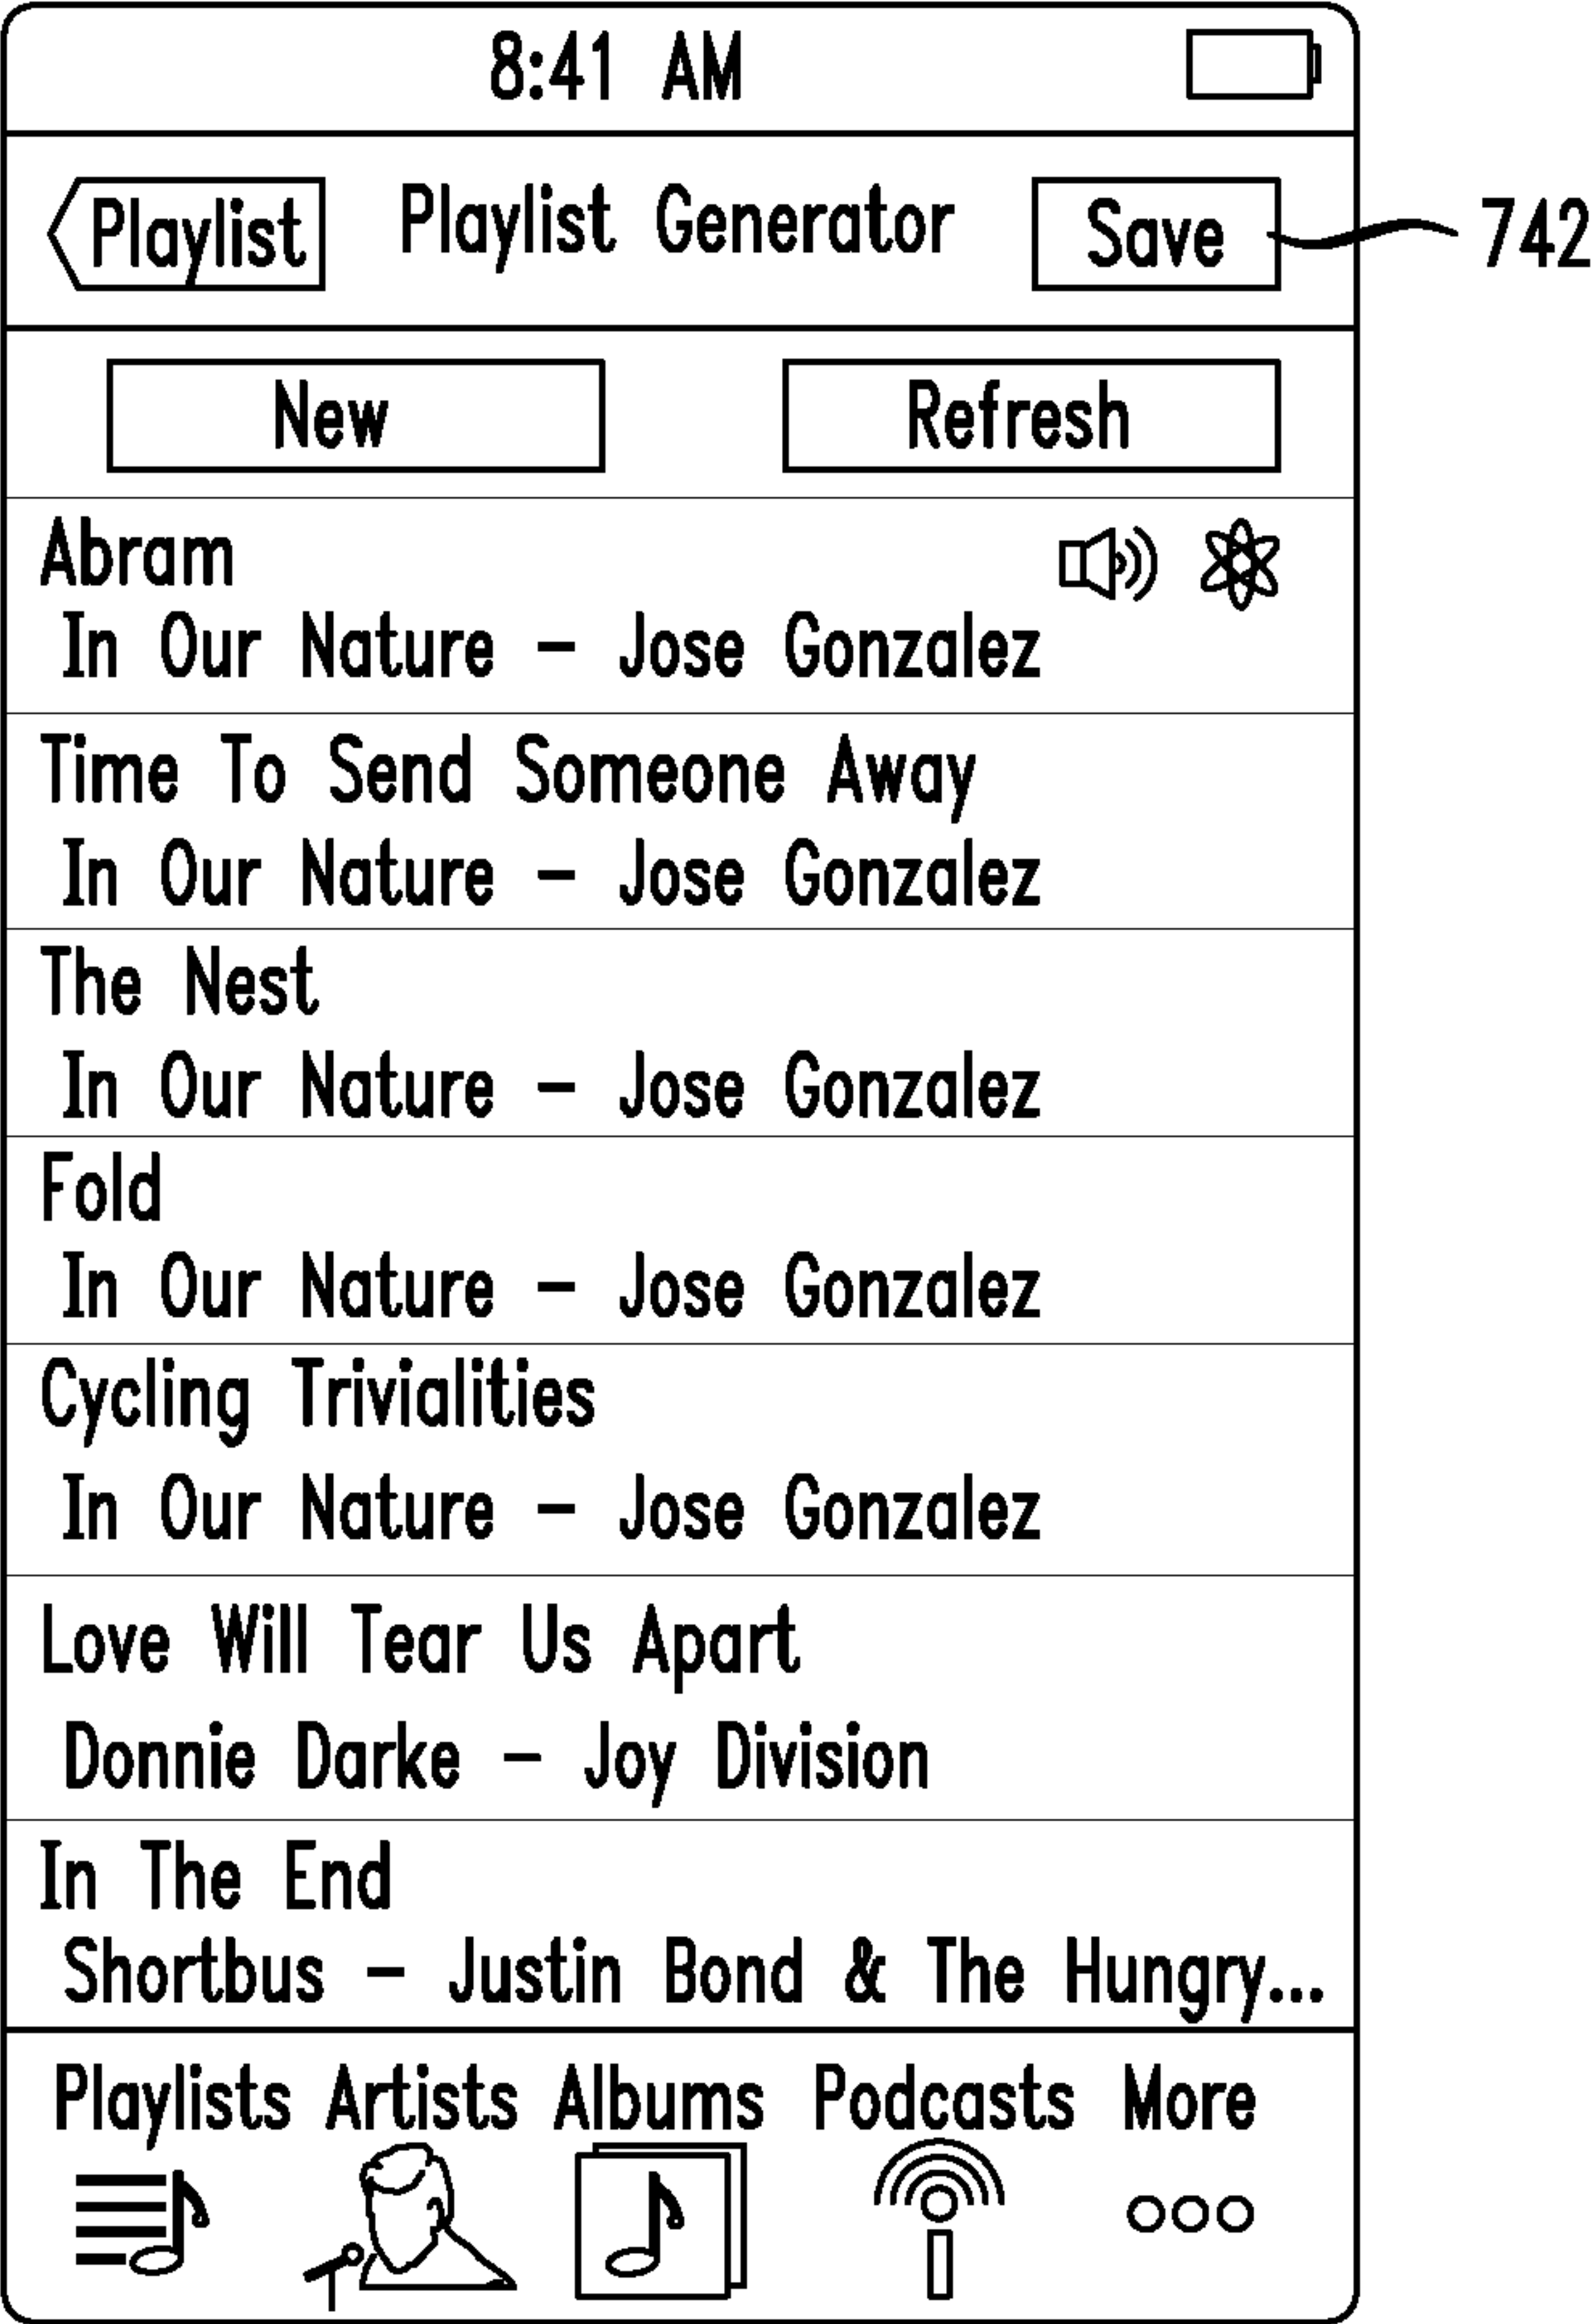 8:41 AM
Playlist Playlist Generator Save 742
New Refresh
Abram
In Our Nature - Jose Gonzalez
Time To Send Someone Away
In Our Nature - Jose Gonzalez
The Nest
In Our Nature - Jose Gonzalez
Fold
In Our Nature - Jose Gonzalez
Cycling Trivialities
In Our Nature - Jose Gonzalez
Love Will Tear Us Apart
Donnie Darke - Joy Division
In The End
Shortbus - Justin Bond & The Hungry...
Playlists Artists Albums Podcasts More